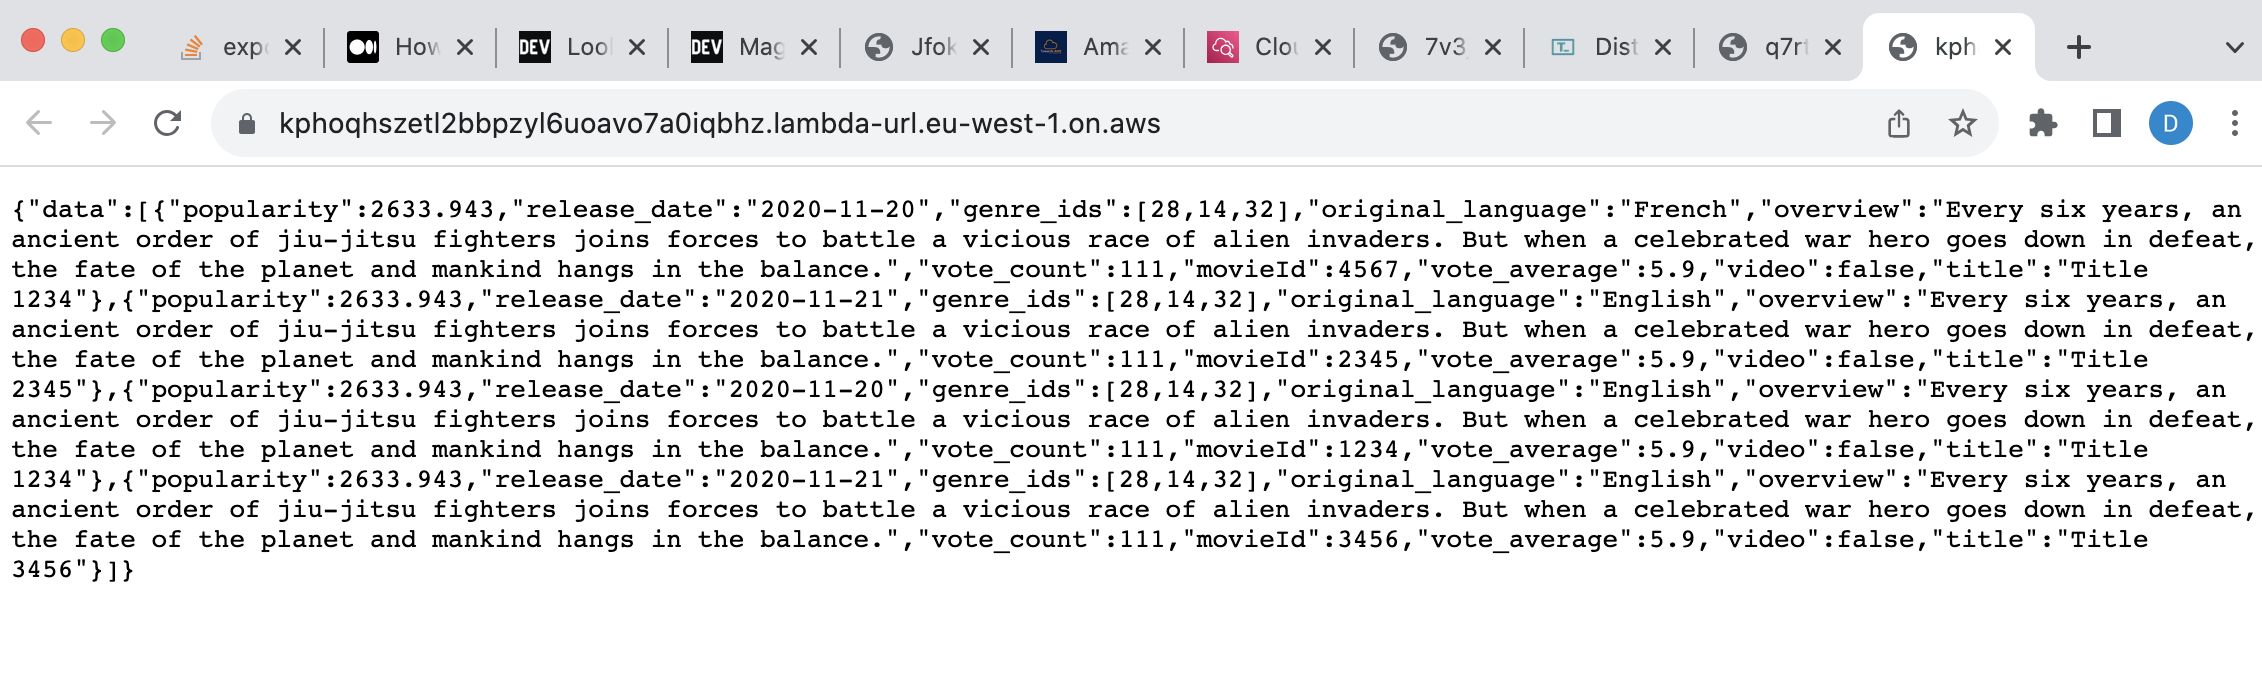 expo How Lool DEV Mag Jfok Ama Clou 7v3 Dist q7r kph
kphoqhszetl2bbpzyl6uoavo7a0iqbhz.lambda-url.eu-west-1.on.aws D
{"data":[{"popularity":2633.943,"release_date":"2020-11-20","genre_ids":[28,14,32],"original_language":"French","overview":"Every six years, an
ancient order of jiu-jitsu fighters joins forces to battle a vicious race of alien invaders. But when a celebrated war hero goes down in defeat,
the fate of the planet and mankind hangs in the balance.","vote_count":111,"movieId":4567,"vote_average":5.9,"video":false,"title":"Title
1234"},{"popularity":2633.943,"release_date":"2020-11-21","genre_ids":[28,14,32],"original_language":"English","overview":"Every six years, an
ancient order of jiu-jitsu fighters joins forces to battle a vicious race of alien invaders. But when a celebrated war hero goes down in defeat,
the fate of the planet and mankind hangs in the balance.","vote_count":111,"movieId":2345,"vote_average":5.9,"video":false,"title":"Title
2345"},{"popularity":2633.943,"release_date":"2020-11-20","genre_ids":[28,14,32],"original_language":"English","overview":"Every six years, an
ancient order of jiu-jitsu fighters joins forces to battle a vicious race of alien invaders. But when a celebrated war hero goes down in defeat,
the fate of the planet and mankind hangs in the balance.","vote_count":111,"movieId":1234,"vote_average":5.9,"video":false,"title":"Title
1234"},{"popularity":2633.943,"release_date":"2020-11-21","genre_ids":[28,14,32],"original_language":"English","overview":"Every six years, an
ancient order of jiu-jitsu fighters joins forces to battle a vicious race of alien invaders. But when a celebrated war hero goes down in defeat,
the fate of the planet and mankind hangs in the balance.","vote_count":111,"movieId":3456,"vote_average":5.9,"video":false,"title":"Title
3456"}]}